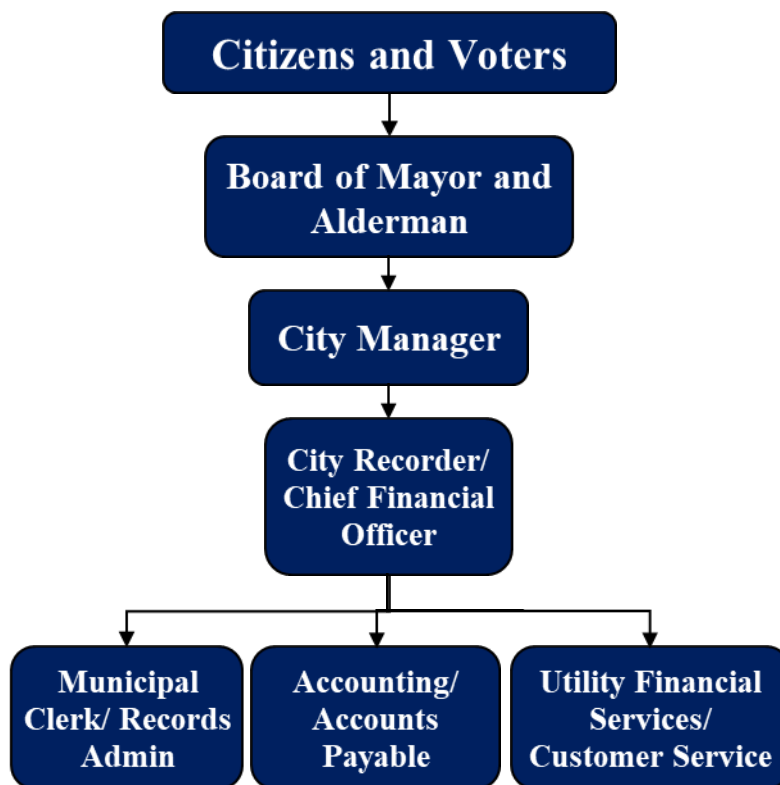 Citizens and Voters
Board of Mayor and
Alderman
City Manager
City Recorder/
Chief Financial
Officer
Municipal
Clerk/ Records
Admin
Accounting/
Accounts
Payable
Utility Financial
Services/
Customer Service